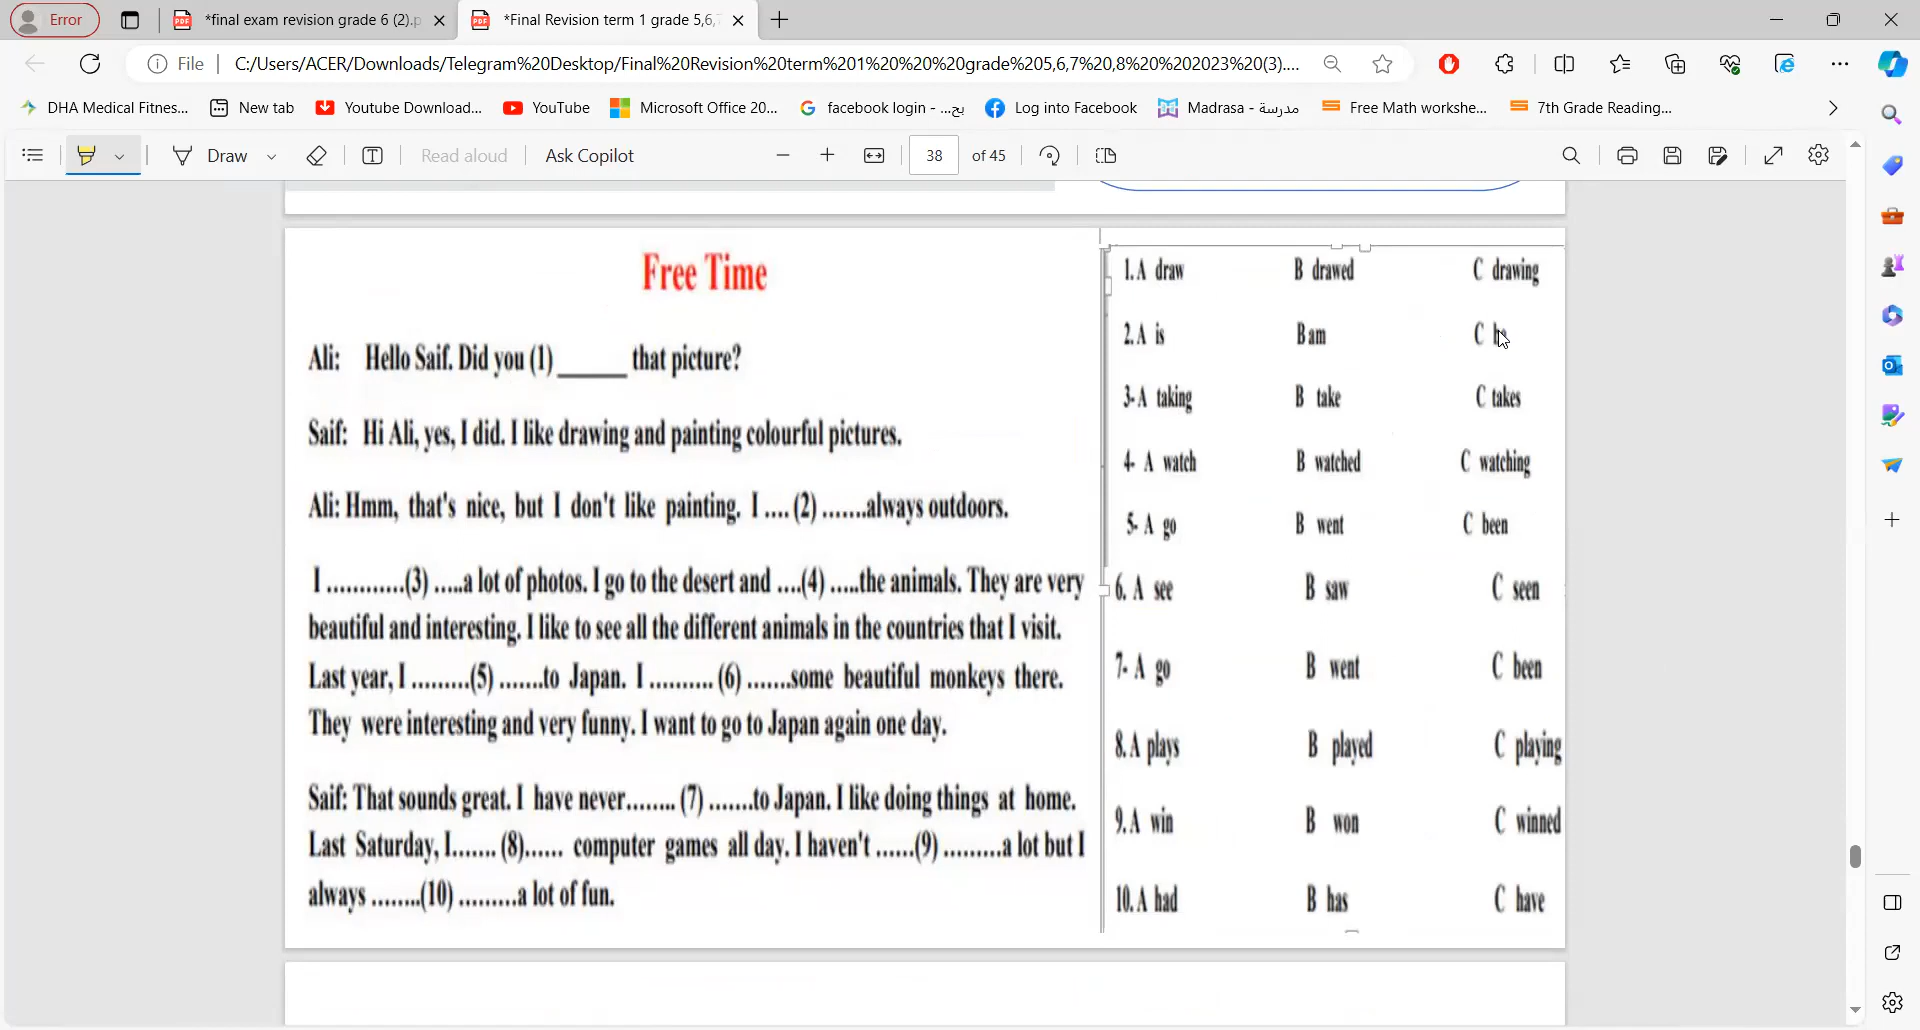 Error
*final exam revision grade 6 (2).p
*Final Revision term 1 grade 5,6,7
File
C:/Users/ACER/Downloads/Telegram%20Desktop/Final%20Revision%20term%201%20%20%20grade%205,6,7%20,8%20%202023%20(3)....
DHA Medical Fitnes...
New tab
Youtube Download...
YouTube
Microsoft Office 20...
facebook login - ...بح
Log into Facebook
Madrasa - مدرسة
Free Math workshe...
7th Grade Reading...
Draw
Read aloud
Ask Copilot
38
of 45
Free Time
Ali: Hello Saif. Did you (1) ______ that picture?
Saif: Hi Ali, yes, I did. I like drawing and painting colourful pictures.
Ali: Hmm, that's nice, but I don't like painting. I .... (2) .......always outdoors.
I ............(3) .....a lot of photos. I go to the desert and ....(4) .....the animals. They are very
beautiful and interesting. I like to see all the different animals in the countries that I visit.
Last year, I .........(5) .......to Japan. I .......... (6) .......some beautiful monkeys there.
They were interesting and very funny. I want to go to Japan again one day.
Saif: That sounds great. I have never........ (7) .......to Japan. I like doing things at home.
Last Saturday, I....... (8)...... computer games all day. I haven't ......(9) .........a lot but I
always ........(10) .........a lot of fun.
1. A draw B drawed C drawing
2. A is B am C
3- A taking B take C takes
4- A watch B watched C watching
5- A go B went C been
6. A see B saw C seen
7- A go B went C been
8. A plays B played C playing
9. A win B won C winned
10. A had B has C have